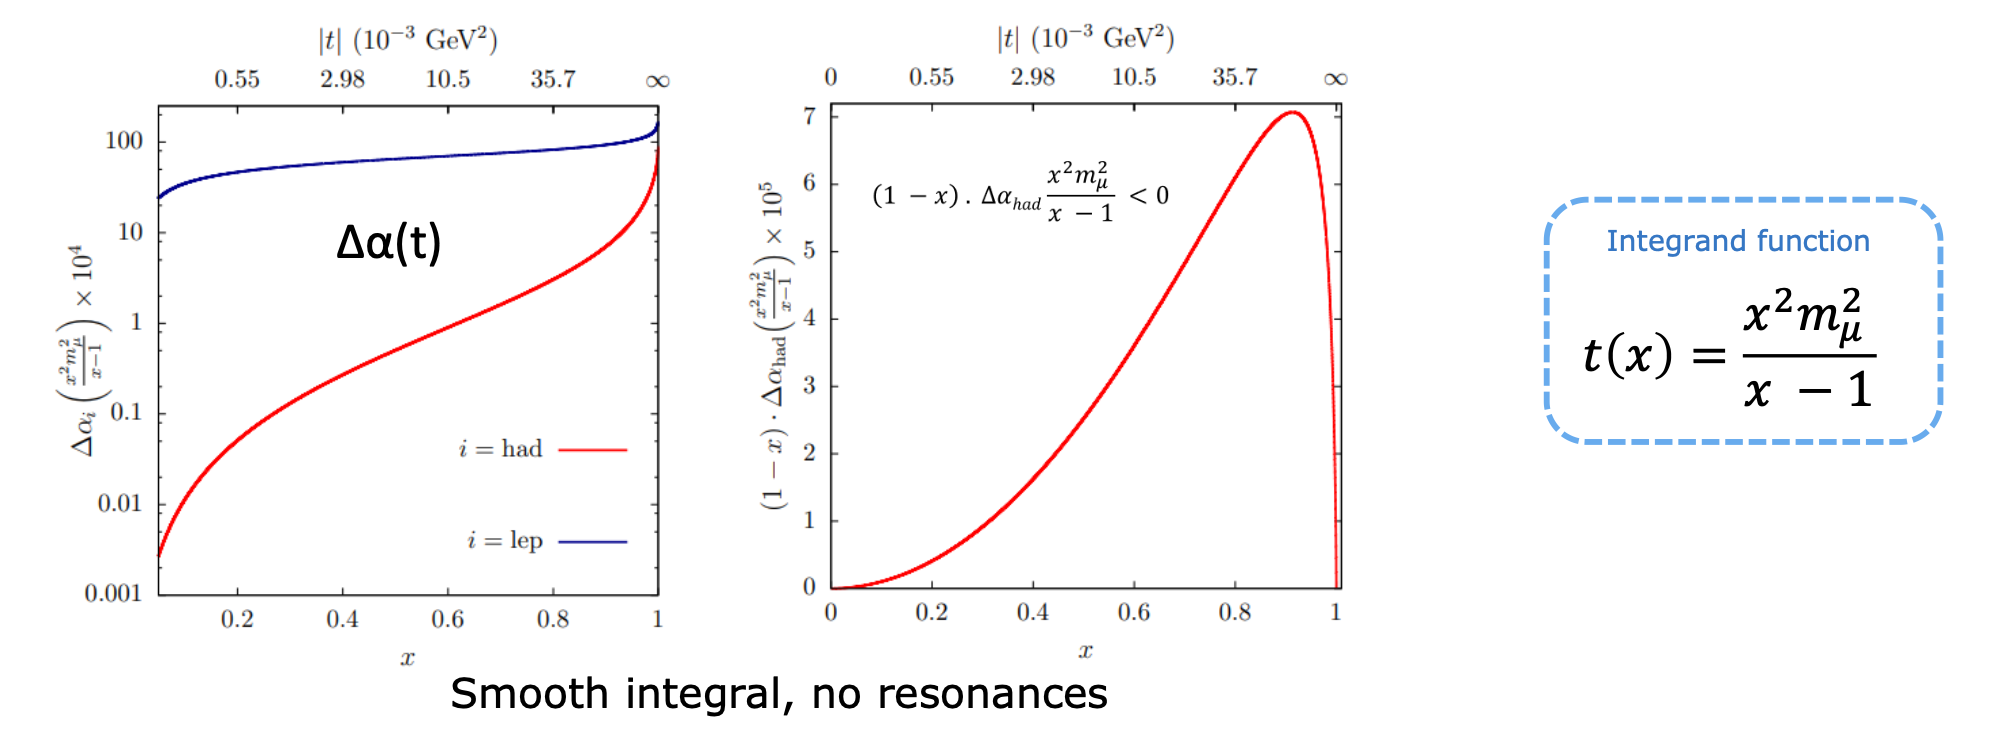 |t| (10⁻³ GeV²)
0.55 2.98 10.5 35.7 ∞
100
10
1
0.1
0.01
0.001
Δαᵢ (x²m²μ / x−1) × 10⁴
Δα(t)
i = had
i = lep
0.2 0.4 0.6 0.8 1
x
|t| (10⁻³ GeV²)
0 0.55 2.98 10.5 35.7 ∞
7
6
5
4
3
2
1
0
(1 − x) · Δα_had (x²m²μ / x−1) × 10⁵
(1 − x) . Δα_had x²m²μ / x − 1 < 0
0 0.2 0.4 0.6 0.8 1
x
Smooth integral, no resonances
Integrand function
t(x) = x²m²μ / x − 1